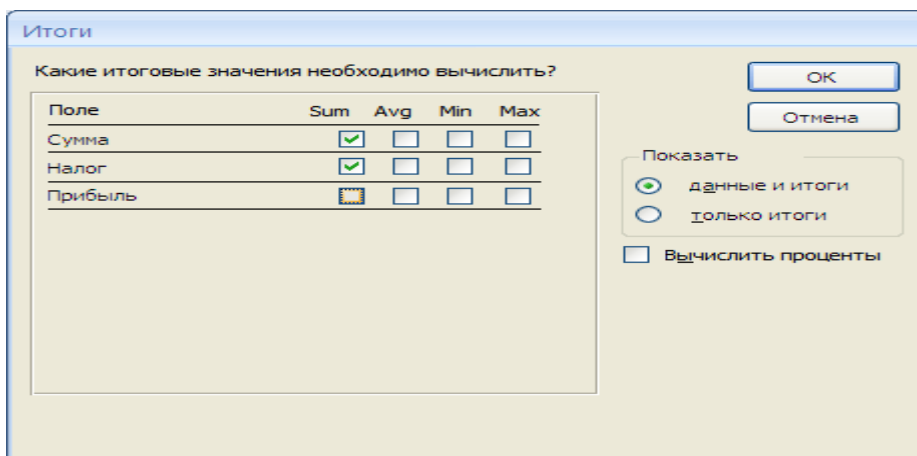 Итоги
Какие итоговые значения необходимо вычислить?
Поле Sum Avg Min Max
Сумма
Налог
Прибыль
OK
Отмена
Показать
данные и итоги
только итоги
Вычислить проценты